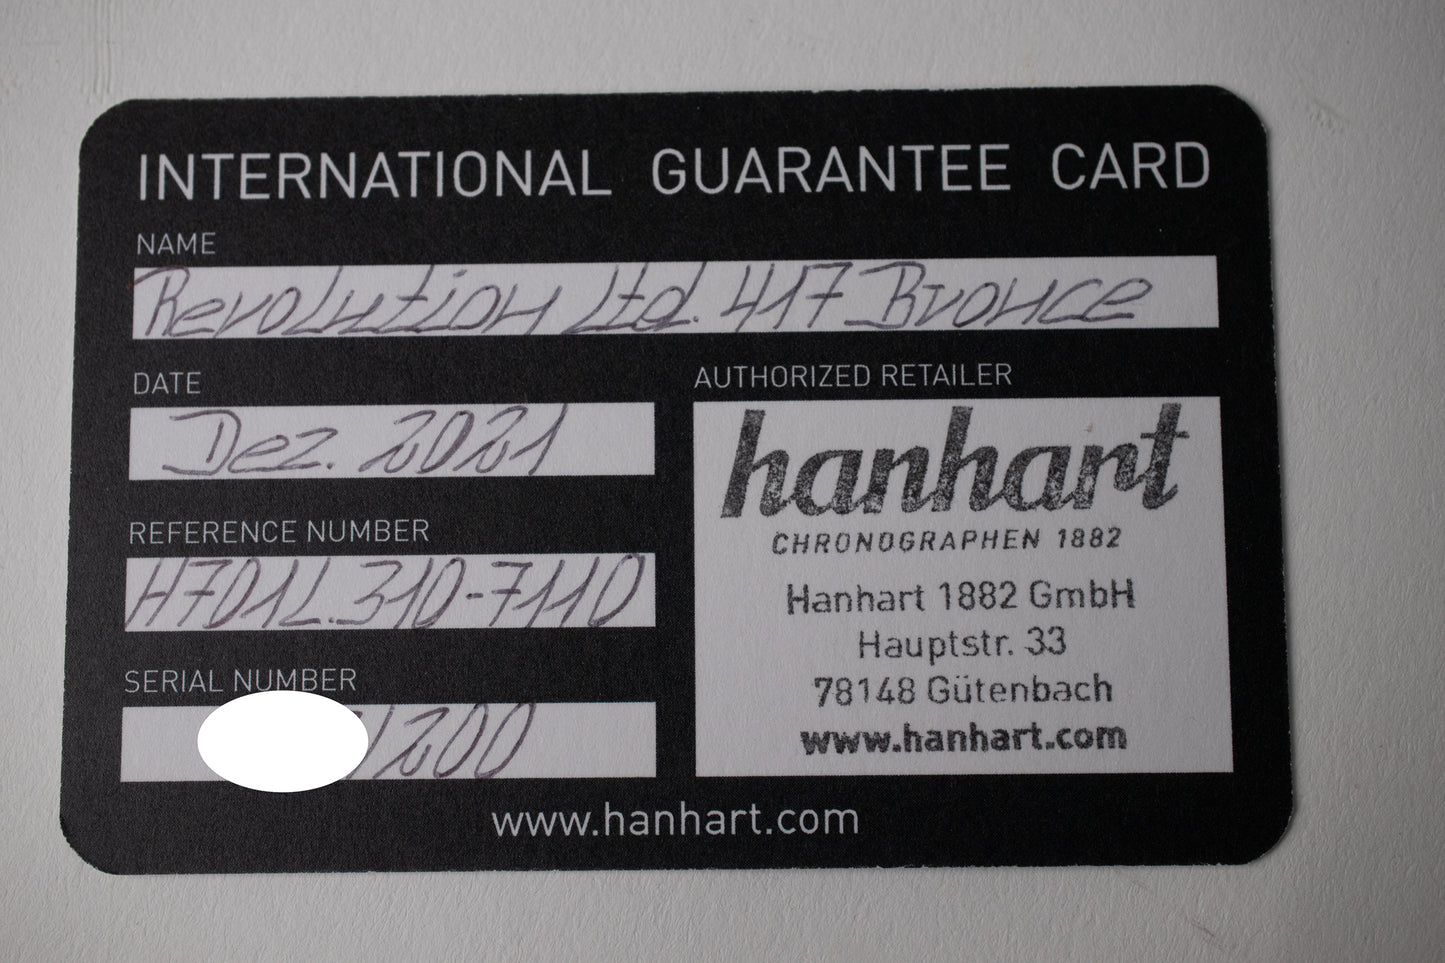 INTERNATIONAL GUARANTEE CARD
NAME
Revolution Ltd. 417 Bronce
DATE
Dez. 2021
REFERENCE NUMBER
H701L.310-7110
SERIAL NUMBER
/200
AUTHORIZED RETAILER
hanhart
CHRONOGRAPHEN 1882
Hanhart 1882 GmbH
Hauptstr. 33
78148 Gütenbach
www.hanhart.com
www.hanhart.com